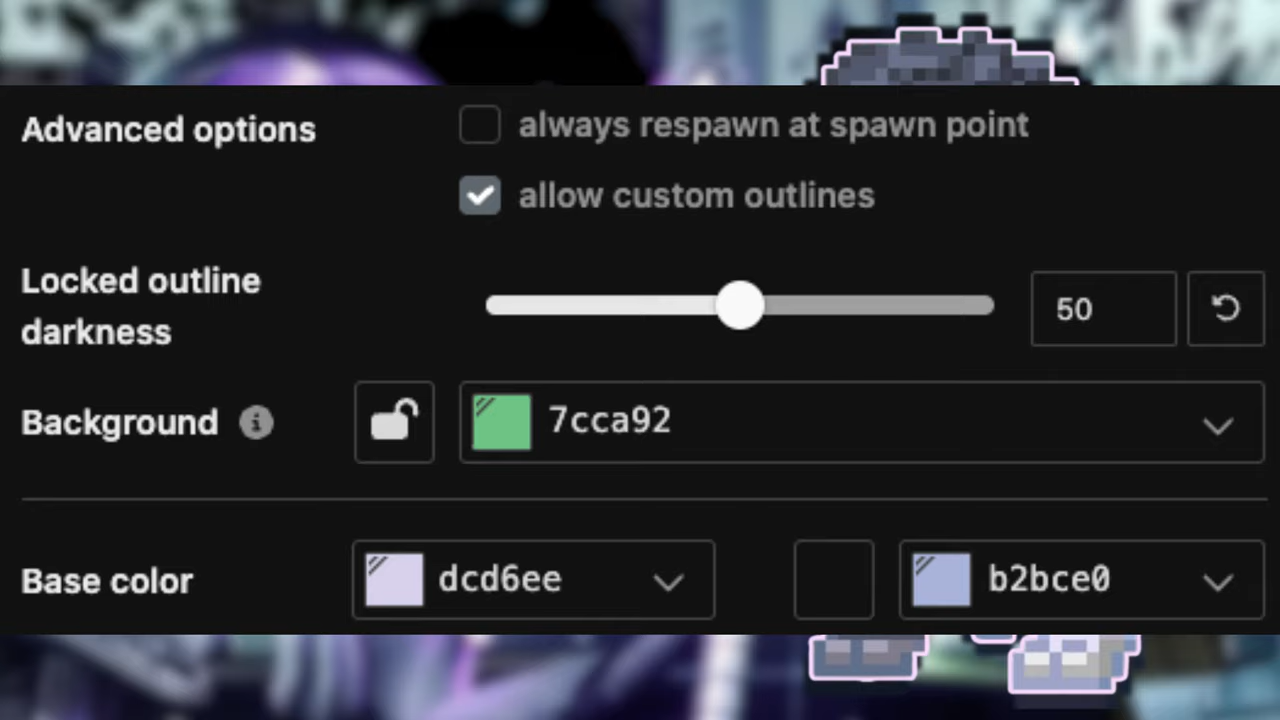 Advanced options
always respawn at spawn point
allow custom outlines
Locked outline
darkness
50
Background
7cca92
Base color
dcd6ee
b2bce0